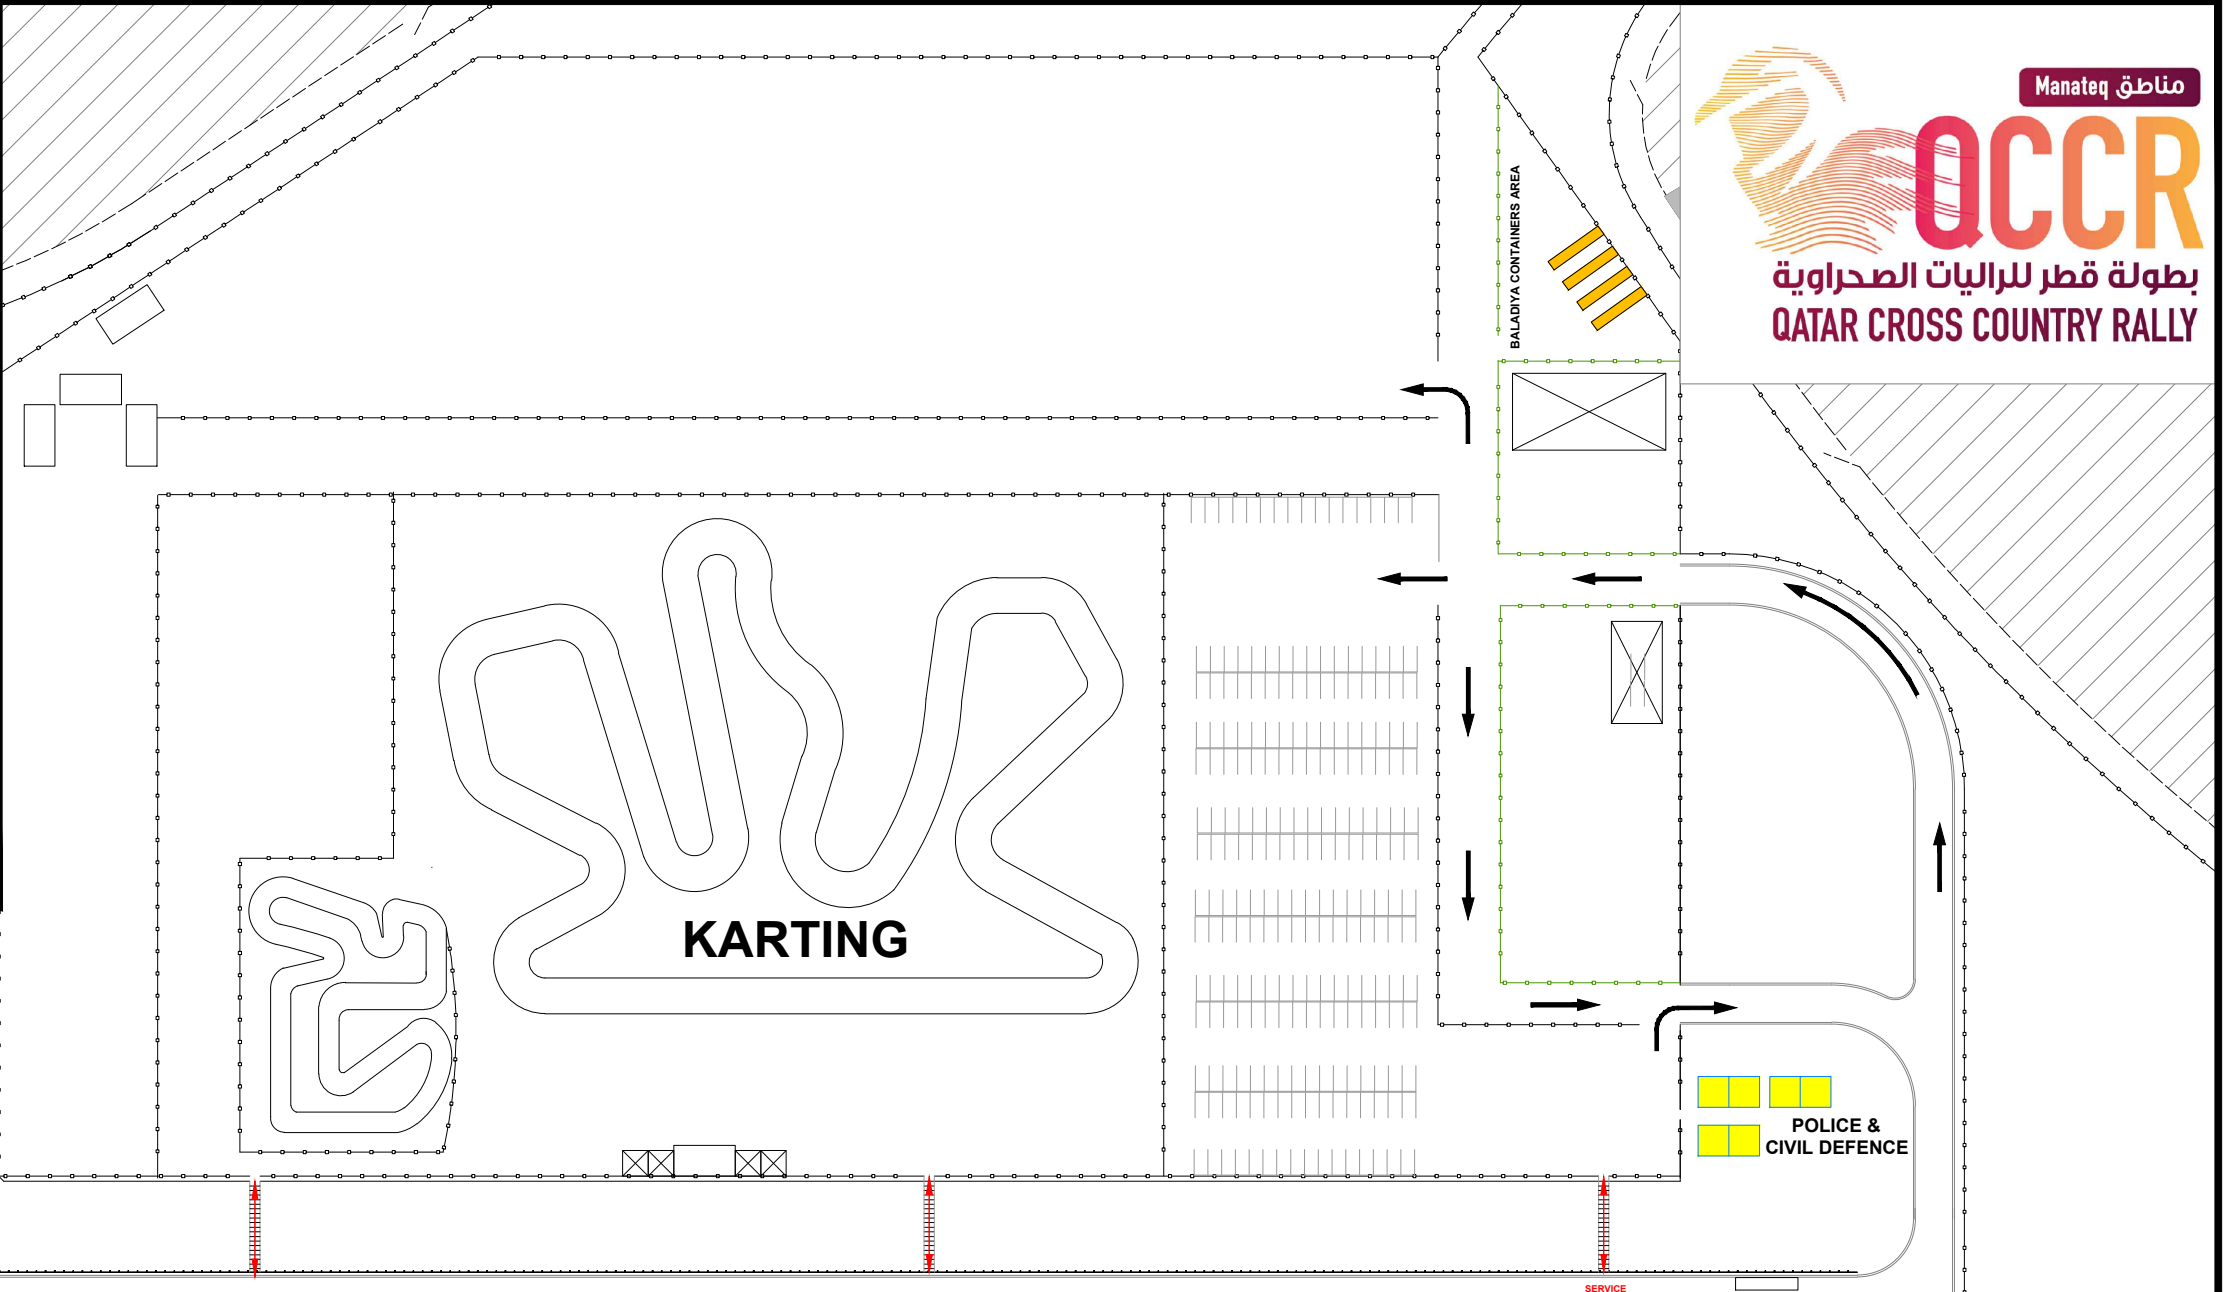 Manateq مناطق
QCCR
بطولة قطر للراليات الصحراوية
QATAR CROSS COUNTRY RALLY
BALADIYA CONTAINERS AREA
KARTING
POLICE &
CIVIL DEFENCE
SERVICE